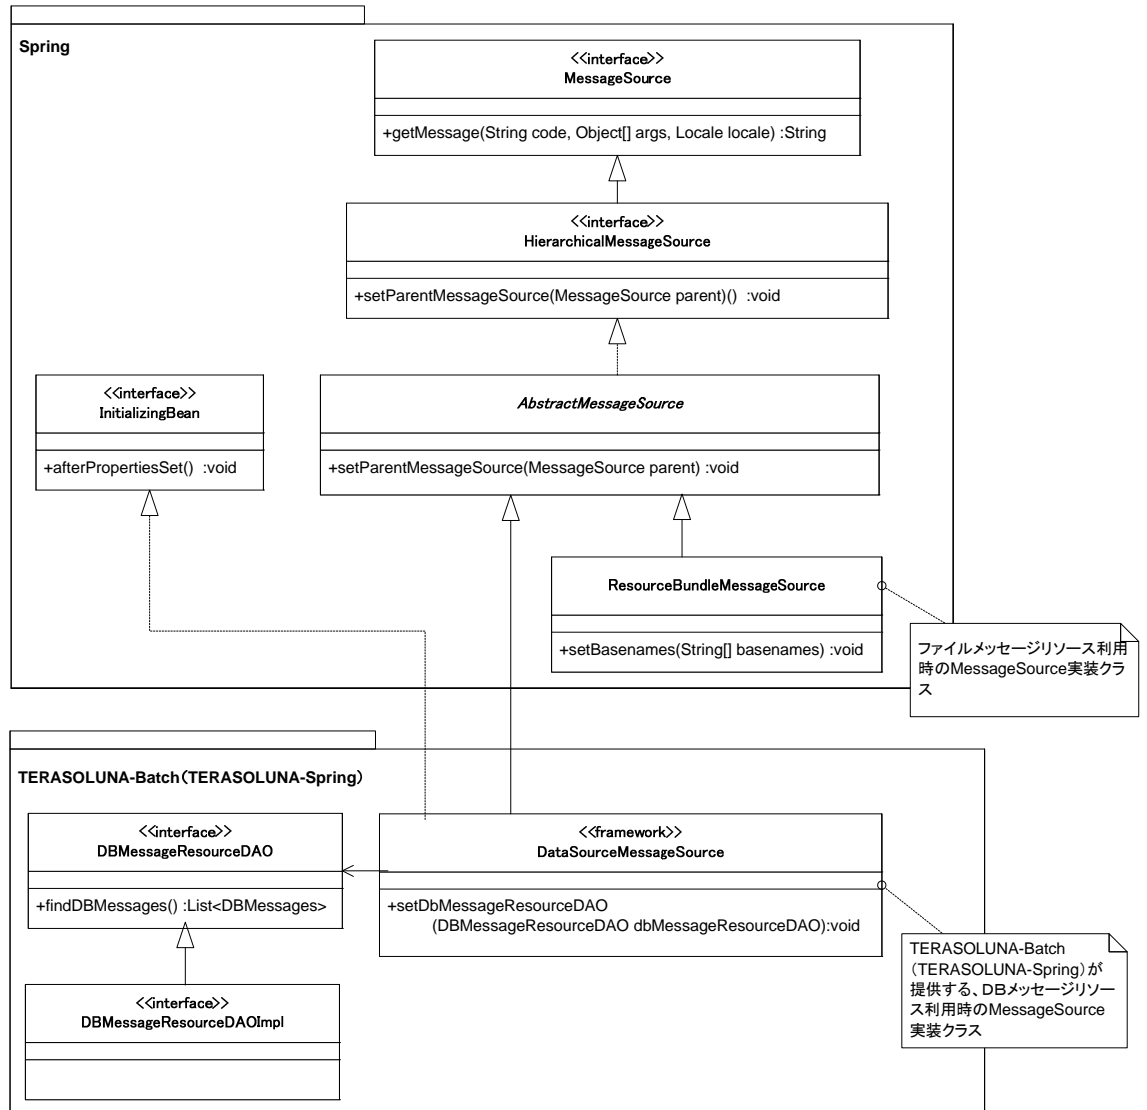 Spring
<<interface>>
MessageSource
+getMessage(String code, Object[] args, Locale locale) :String
<<interface>>
HierarchicalMessageSource
+setParentMessageSource(MessageSource parent)() :void
<<interface>>
InitializingBean
+afterPropertiesSet() :void
AbstractMessageSource
+setParentMessageSource(MessageSource parent) :void
ResourceBundleMessageSource
+setBasenames(String[] basenames) :void
ファイルメッセージリソース利用
時のMessageSource実装クラ
ス
TERASOLUNA-Batch（TERASOLUNA-Spring）
<<interface>>
DBMessageResourceDAO
+findDBMessages() :List<DBMessages>
<<framework>>
DataSourceMessageSource
+setDbMessageResourceDAO
(DBMessageResourceDAO dbMessageResourceDAO):void
<<interface>>
DBMessageResourceDAOImpl
TERASOLUNA-Batch
（TERASOLUNA-Spring）が
提供する、ＤＢメッセージリソー
ス利用時のMessageSource
実装クラス